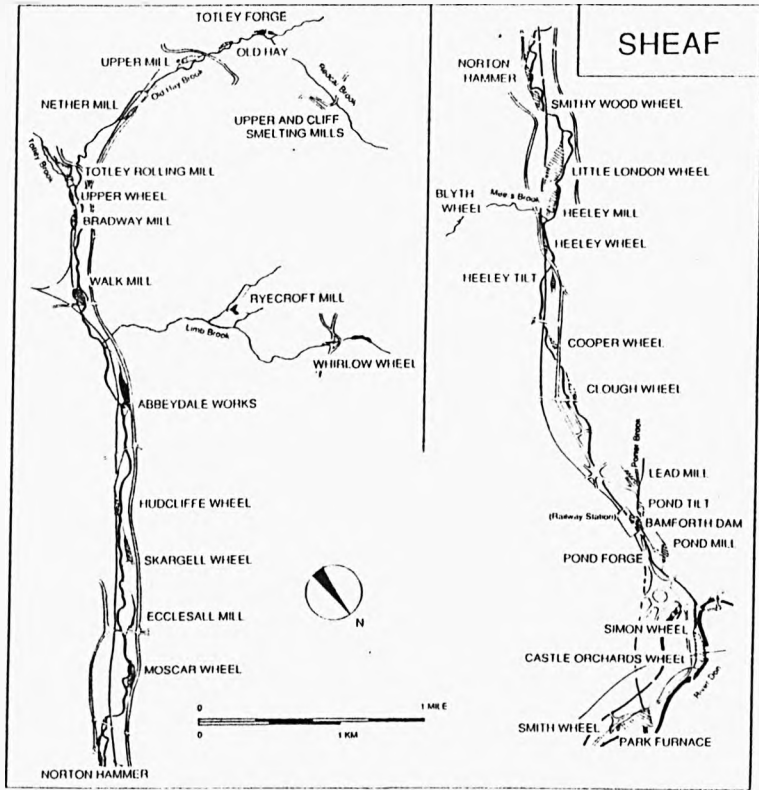 SHEAF
TOTLEY FORGE
OLD HAY
UPPER MILL
Old Hay Brook
NETHER MILL
UPPER AND CLIFF
SMELTING MILLS
Totley Brook
TOTLEY ROLLING MILL
UPPER WHEEL
BRADWAY MILL
WALK MILL
RYECROFT MILL
Limb Brook
WHIRLOW WHEEL
ABBEYDALE WORKS
HUDCLIFFE WHEEL
SKARGELL WHEEL
N
ECCLESALL MILL
MOSCAR WHEEL
0
1 MILE
0
1 KM
NORTON HAMMER
NORTON
HAMMER
SMITHY WOOD WHEEL
LITTLE LONDON WHEEL
BLYTH
WHEEL
Meers Brook
HEELEY MILL
HEELEY WHEEL
HEELEY TILT
COOPER WHEEL
CLOUGH WHEEL
Porter Brook
LEAD MILL
POND TILT
(Railway Station)
BAMFORTH DAM
POND MILL
POND FORGE
SIMON WHEEL
CASTLE ORCHARDS WHEEL
River Don
SMITH WHEEL
PARK FURNACE